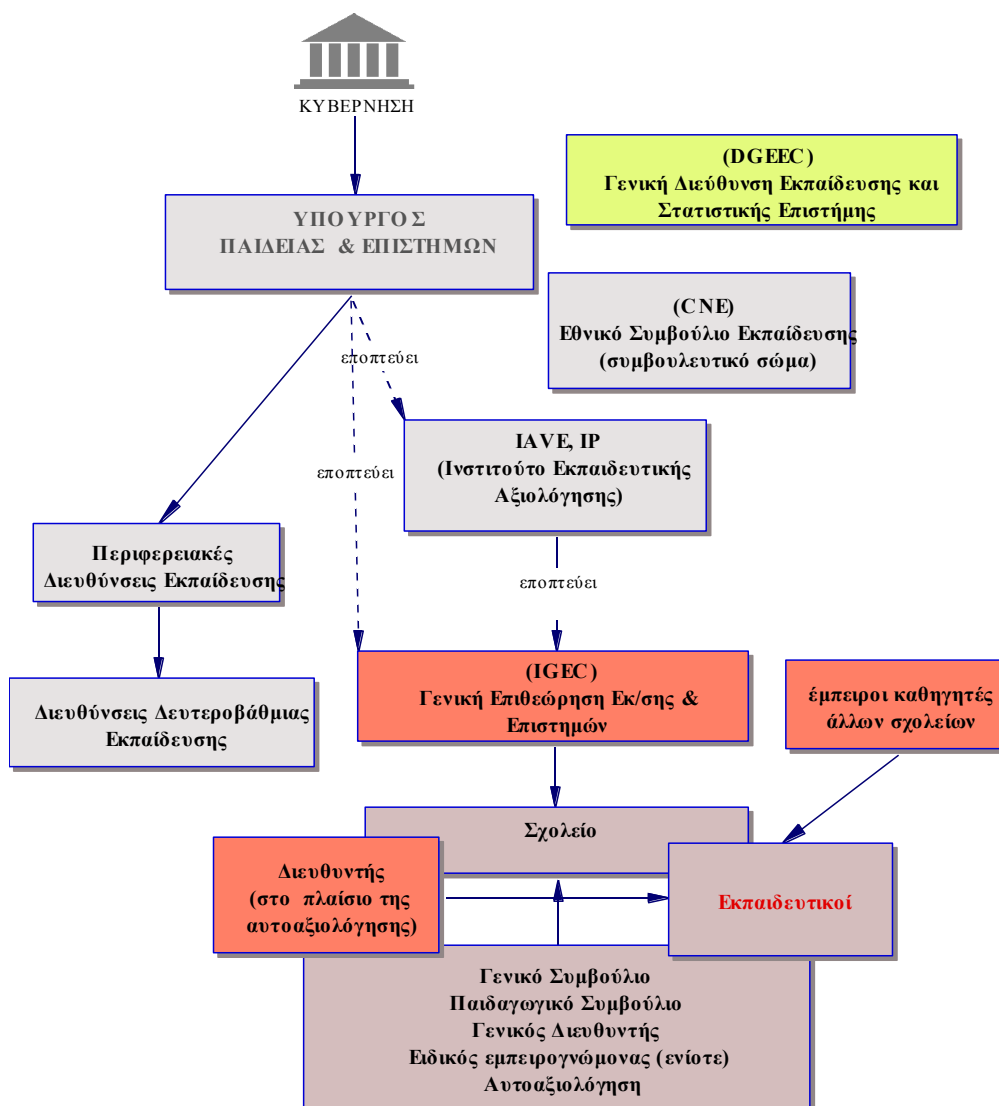 ΚΥΒΕΡΝΗΣΗ
(DGEEC)
Γενική Διεύθυνση Εκπαίδευσης και
Στατιστικής Επιστήμης
ΥΠΟΥΡΓΟΣ
ΠΑΙΔΕΙΑΣ & ΕΠΙΣΤΗΜΩΝ
(CNE)
Εθνικό Συμβούλιο Εκπαίδευσης
(συμβουλευτικό σώμα)
εποπτεύει
IAVE, IP
(Ινστιτούτο Εκπαιδευτικής
Αξιολόγησης)
εποπτεύει
Περιφερειακές
Διευθύνσεις Εκπαίδευσης
εποπτεύει
(IGEC)
Γενική Επιθεώρηση Εκ/σης &
Επιστημών
έμπειροι καθηγητές
άλλων σχολείων
Διευθύνσεις Δευτεροβάθμιας
Εκπαίδευσης
Σχολείο
Διευθυντής
(στο πλαίσιο της
αυτοαξιολόγησης)
Εκπαιδευτικοί
Γενικό Συμβούλιο
Παιδαγωγικό Συμβούλιο
Γενικός Διευθυντής
Ειδικός εμπειρογνώμονας (ενίοτε)
Αυτοαξιολόγηση